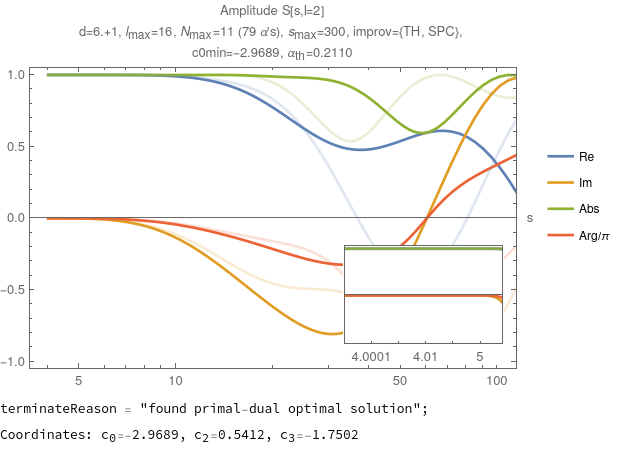 Amplitude S[s,l=2]
d=6.+1, lmax=16, Nmax=11 (79 α's), smax=300, improv={TH, SPC},
c0min=-2.9689, αth=0.2110
1.0
0.5
0.0
-0.5
-1.0
s
4.0001 4.01 5
5 10 50 100
Re
Im
Abs
Arg/π
terminateReason = "found primal-dual optimal solution";
Coordinates: c0=-2.9689, c2=0.5412, c3=-1.7502